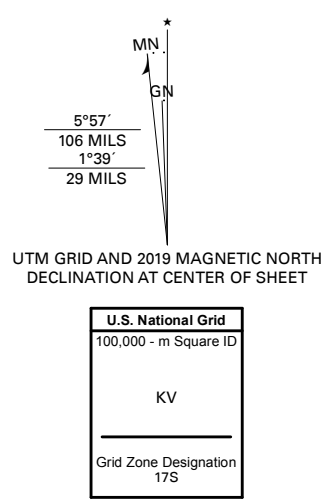 MN
GN
5°57´
106 MILS
1°39´
29 MILS
UTM GRID AND 2019 MAGNETIC NORTH
DECLINATION AT CENTER OF SHEET
U.S. National Grid
100,000 - m Square ID
KV
Grid Zone Designation
17S